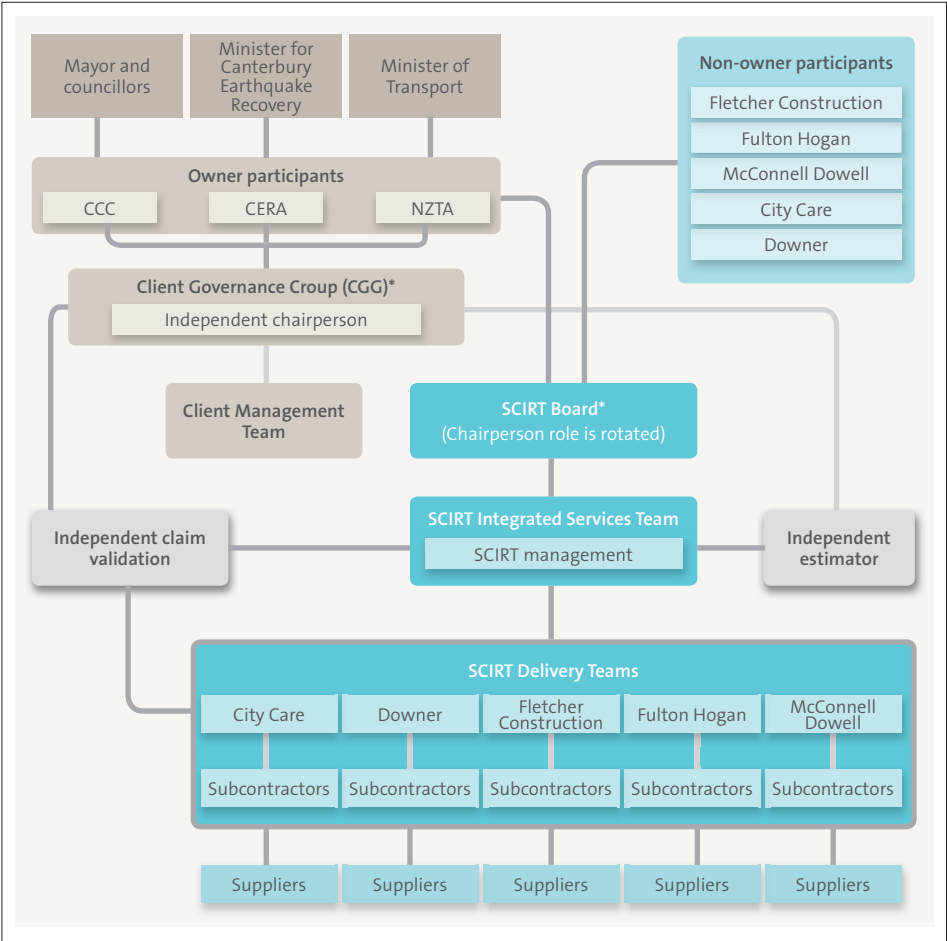 Mayor and
councillors
Minister for
Canterbury
Earthquake
Recovery
Minister of
Transport
Non-owner participants
Fletcher Construction
Fulton Hogan
McConnell Dowell
City Care
Downer
Owner participants
CCC
CERA
NZTA
Client Governance Croup (CGG)*
Independent chairperson
Client Management
Team
SCIRT Board*
(Chairperson role is rotated)
Independent claim
validation
SCIRT Integrated Services Team
SCIRT management
Independent
estimator
SCIRT Delivery Teams
City Care
Downer
Fletcher
Construction
Fulton Hogan
McConnell
Dowell
Subcontractors
Subcontractors
Subcontractors
Subcontractors
Subcontractors
Suppliers
Suppliers
Suppliers
Suppliers
Suppliers